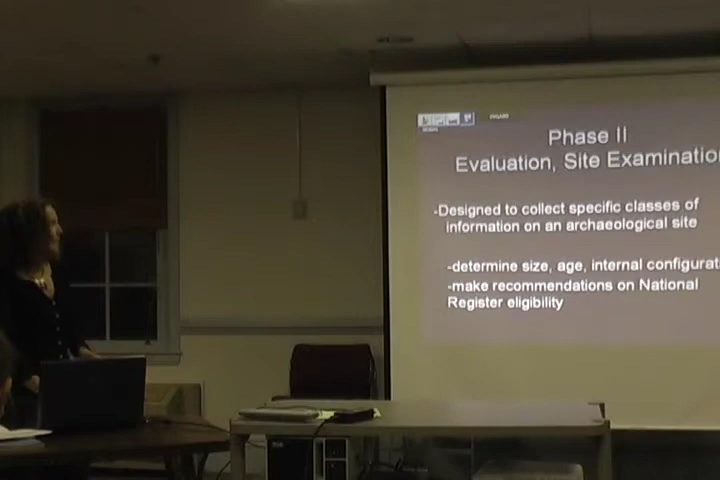 Phase II
Evaluation, Site Examination
-Designed to collect specific classes of
information on an archaeological site
-determine size, age, internal configurat
-make recommendations on National
Register eligibility